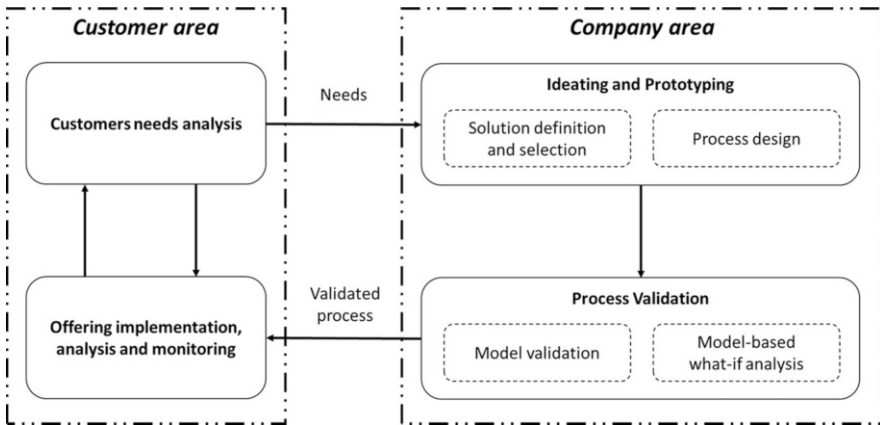 Customer area
Company area
Customers needs analysis
Needs
Ideating and Prototyping
Solution definition
and selection
Process design
Offering implementation,
analysis and monitoring
Validated
process
Process Validation
Model validation
Model-based
what-if analysis